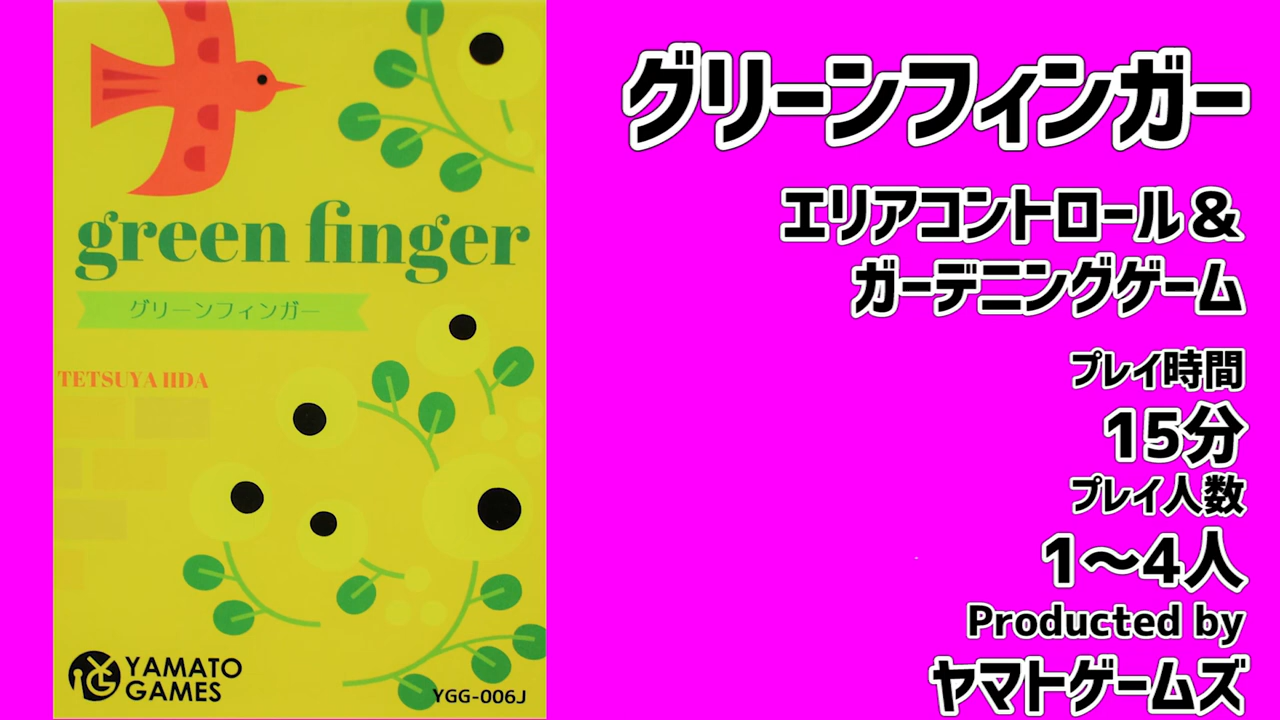 green finger
グリーンフィンガー
TETSUYA IIDA
YAMATO
GAMES
YGG-006J
グリーンフィンガー
エリアコントロール&
ガーデニングゲーム
プレイ時間
15分
プレイ人数
1〜4人
Producted by
ヤマトゲームズ